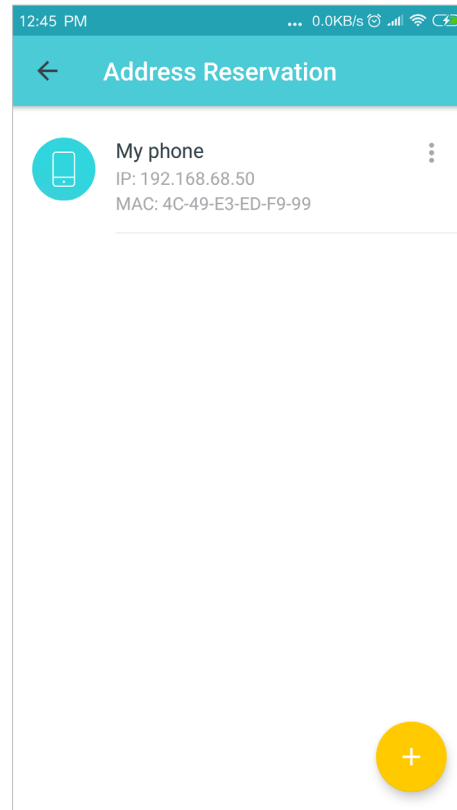 12:45 PM ... 0.0KB/s
Address Reservation
My phone
IP: 192.168.68.50
MAC: 4C-49-E3-ED-F9-99